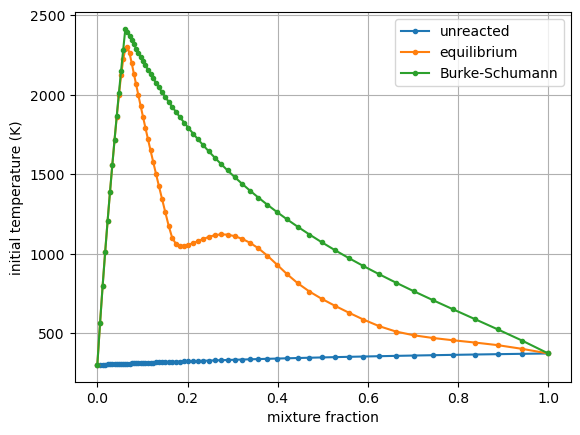 2500
2000
1500
1000
500
0.0 0.2 0.4 0.6 0.8 1.0
initial temperature (K)
mixture fraction
unreacted
equilibrium
Burke-Schumann